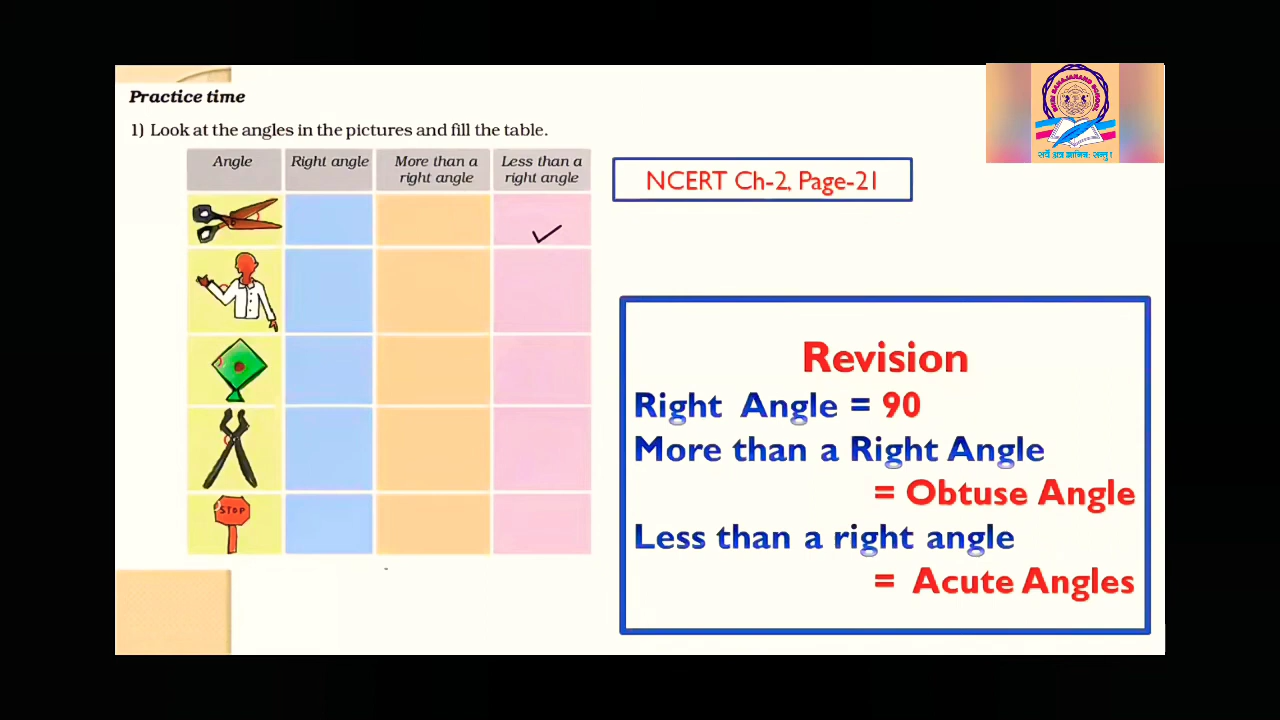 Practice time
1) Look at the angles in the pictures and fill the table.
Angle
Right angle
More than a
right angle
Less than a
right angle
STOP
NCERT Ch-2, Page-21
Revision
Right Angle = 90
More than a Right Angle
= Obtuse Angle
Less than a right angle
= Acute Angles